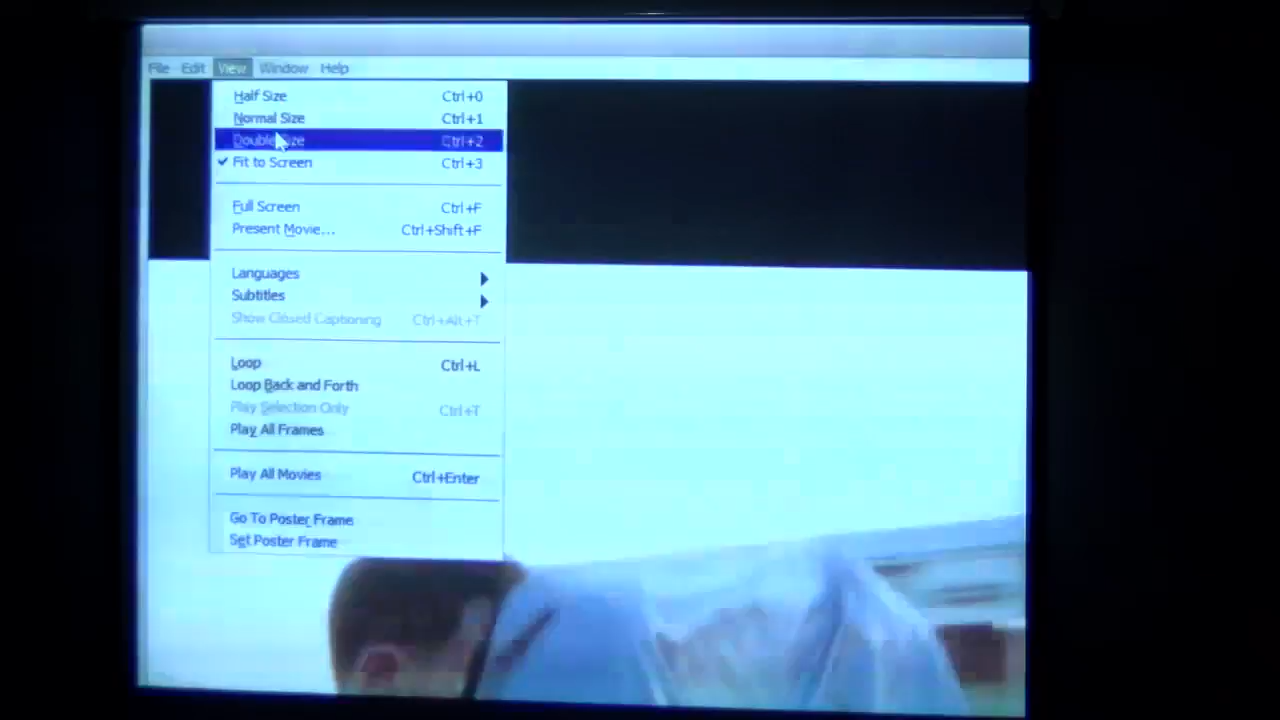 File Edit View Window Help
Half Size Ctrl+0
Normal Size Ctrl+1
Double Size Ctrl+2
Fit to Screen Ctrl+3
Full Screen Ctrl+F
Present Movie... Ctrl+Shift+F
Languages
Subtitles
Show Closed Captioning Ctrl+Alt+T
Loop Ctrl+L
Loop Back and Forth
Play Selection Only Ctrl+T
Play All Frames
Play All Movies Ctrl+Enter
Go To Poster Frame
Set Poster Frame